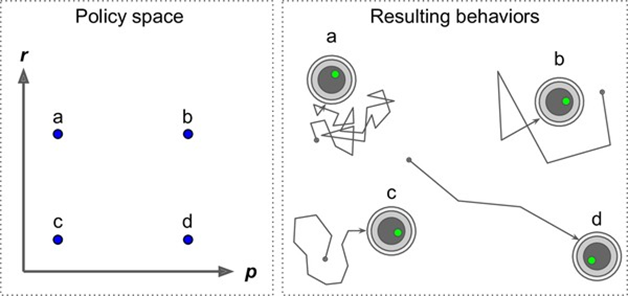 Policy space
r
a
b
c
d
p
Resulting behaviors
a
b
c
d